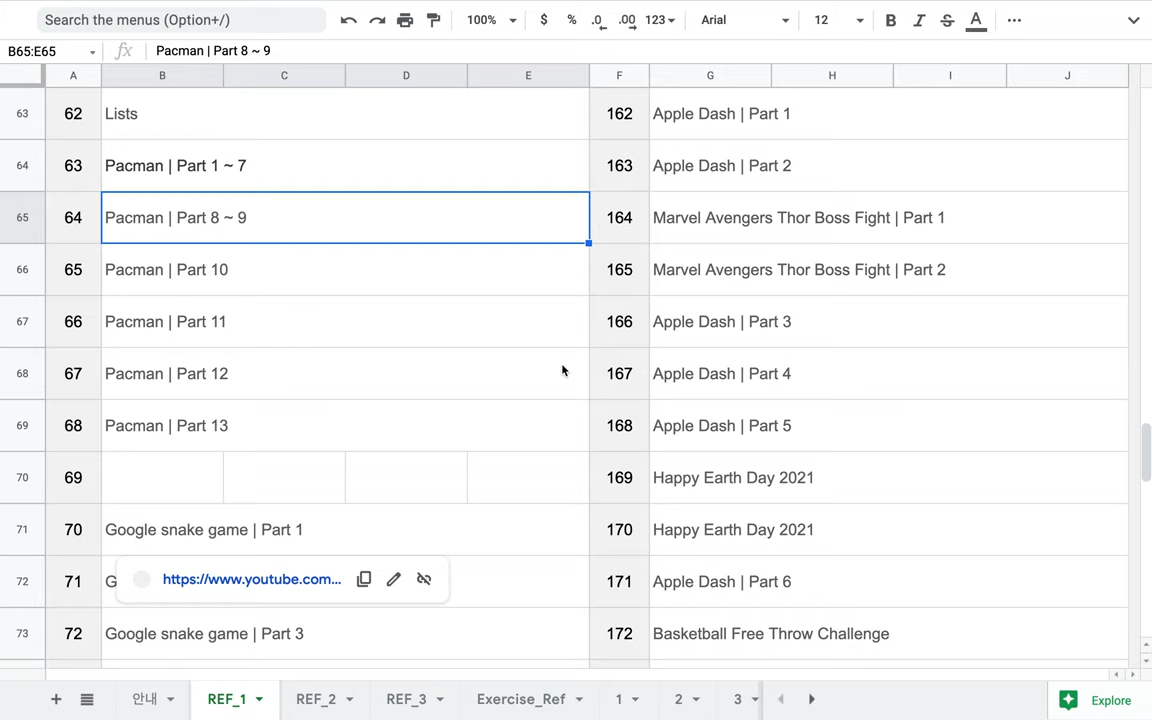 Search the menus (Option+/) 100% $ % .0 .00 123 Arial 12 B I S A
B65:E65 fx Pacman | Part 8 ~ 9
A B C D E F G H I J
63 62 Lists 162 Apple Dash | Part 1
64 63 Pacman | Part 1 ~ 7 163 Apple Dash | Part 2
65 64 Pacman | Part 8 ~ 9 164 Marvel Avengers Thor Boss Fight | Part 1
66 65 Pacman | Part 10 165 Marvel Avengers Thor Boss Fight | Part 2
67 66 Pacman | Part 11 166 Apple Dash | Part 3
68 67 Pacman | Part 12 167 Apple Dash | Part 4
69 68 Pacman | Part 13 168 Apple Dash | Part 5
70 69 169 Happy Earth Day 2021
71 70 Google snake game | Part 1 170 Happy Earth Day 2021
72 71 G https://www.youtube.com... 171 Apple Dash | Part 6
73 72 Google snake game | Part 3 172 Basketball Free Throw Challenge
안내 REF_1 REF_2 REF_3 Exercise_Ref 1 2 3 Explore